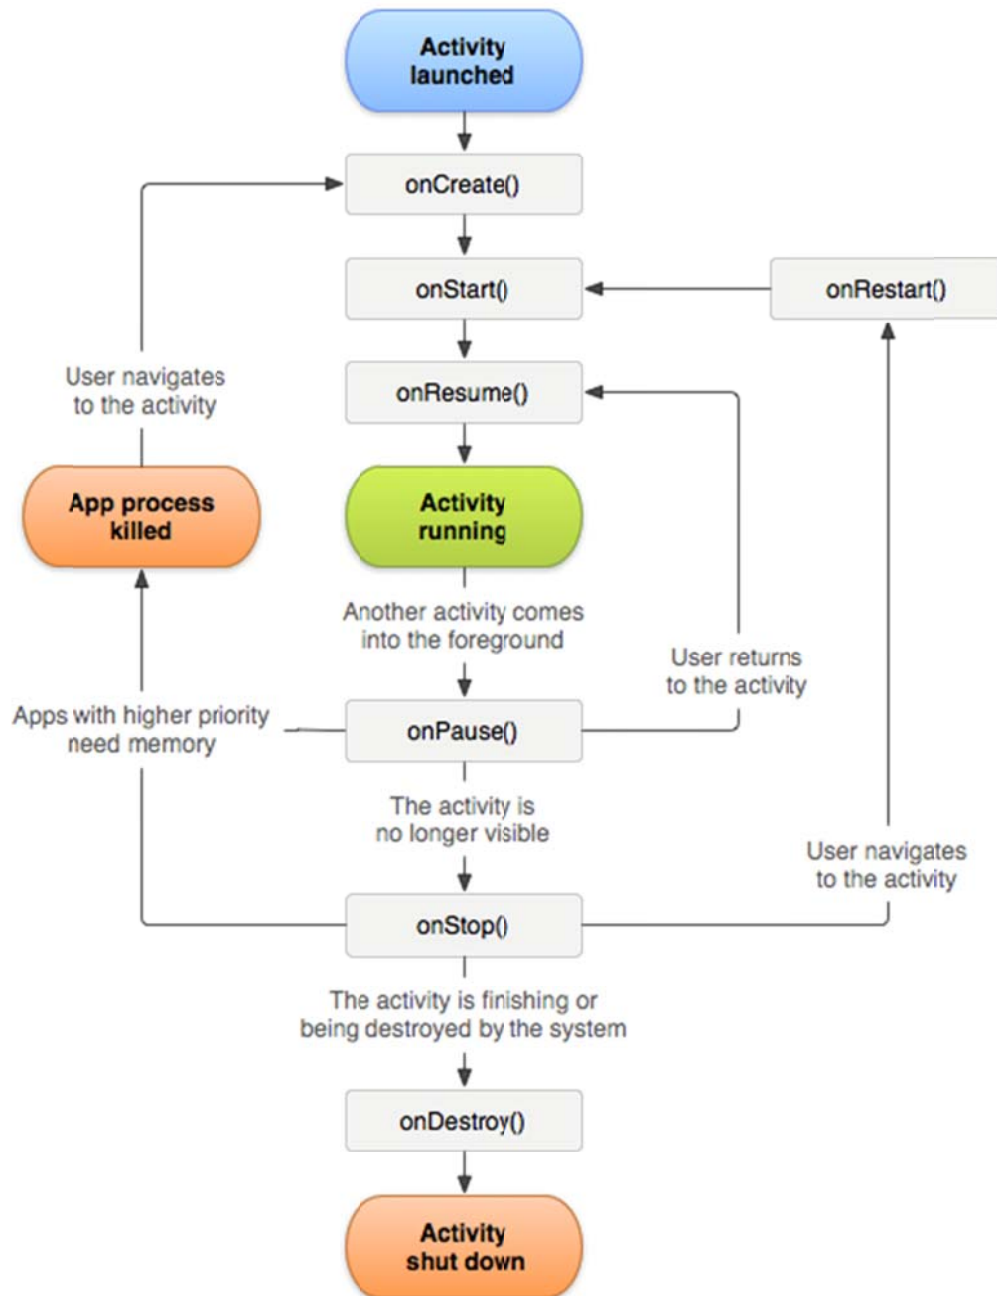 Activity
launched
onCreate()
onStart()
onRestart()
User navigates
to the activity
onResume()
App process
killed
Activity
running
Another activity comes
into the foreground
User returns
to the activity
Apps with higher priority
need memory
onPause()
The activity is
no longer visible
User navigates
to the activity
onStop()
The activity is finishing or
being destroyed by the system
onDestroy()
Activity
shut down